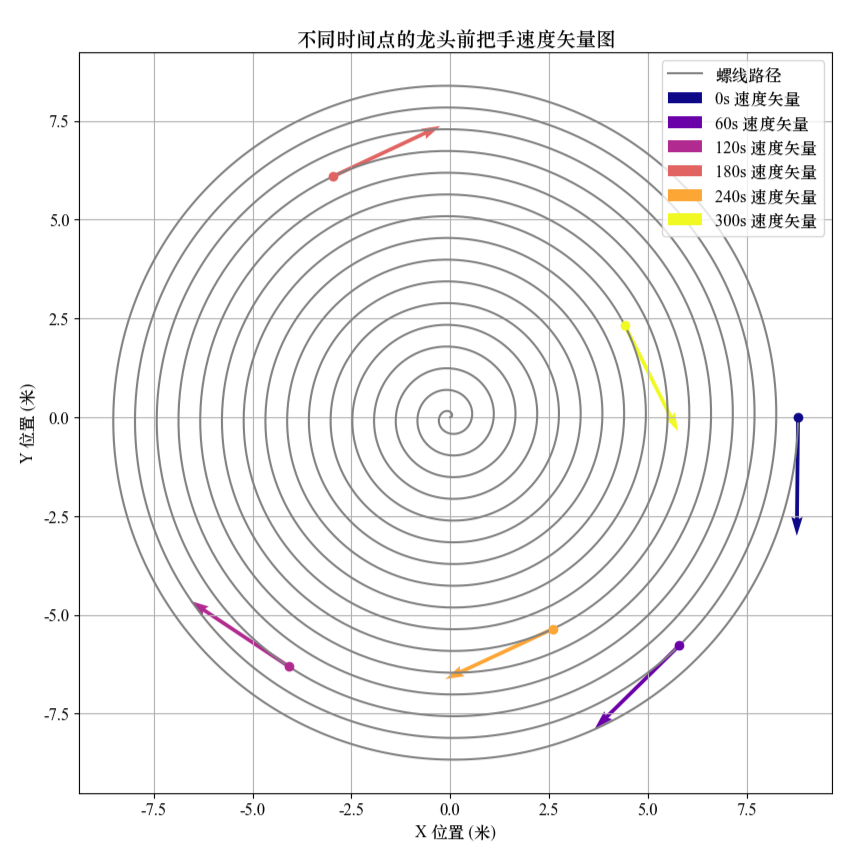 不同时间点的龙头前把手速度矢量图
螺线路径
0s 速度矢量
60s 速度矢量
120s 速度矢量
180s 速度矢量
240s 速度矢量
300s 速度矢量
7.5
5.0
2.5
0.0
-2.5
-5.0
-7.5
Y 位置 (米)
-7.5 -5.0 -2.5 0.0 2.5 5.0 7.5
X 位置 (米)